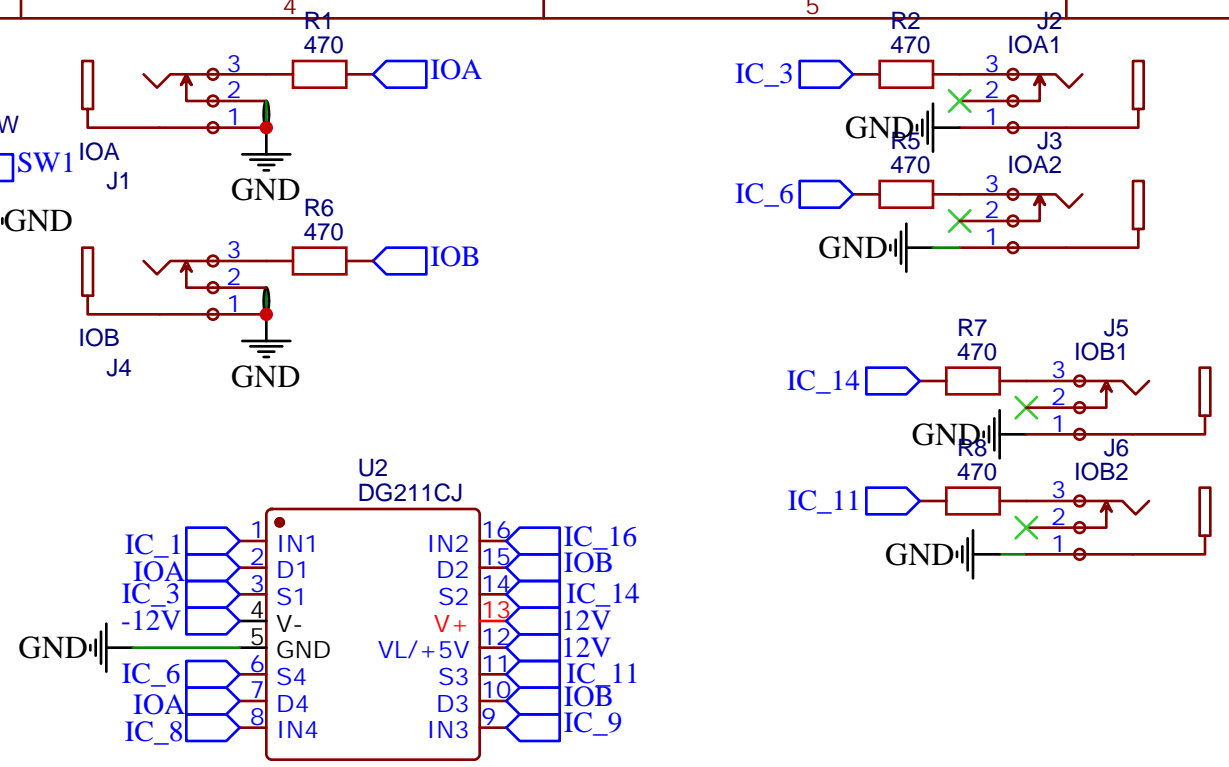 4
5
R1
470
3
IOA
2
1
IOA
J1
GND
W
SW1
GND
R6
470
3
IOB
2
1
IOB
J4
GND
R2
470
J2
IOA1
IC_3
3
2
1
GND
R5
470
J3
IOA2
IC_6
3
2
1
GND
R7
470
J5
IOB1
IC_14
3
2
1
GND
R8
470
J6
IOB2
IC_11
3
2
1
GND
U2
DG211CJ
IC_1 1 IN1 IN2 16 IC_16
IOA 2 D1 D2 15 IOB
IC_3 3 S1 S2 14 IC_14
-12V 4 V- V+ 13 12V
GND 5 GND VL/+5V 12 12V
IC_6 6 S4 S3 11 IC_11
IOA 7 D4 D3 10 IOB
IC_8 8 IN4 IN3 9 IC_9